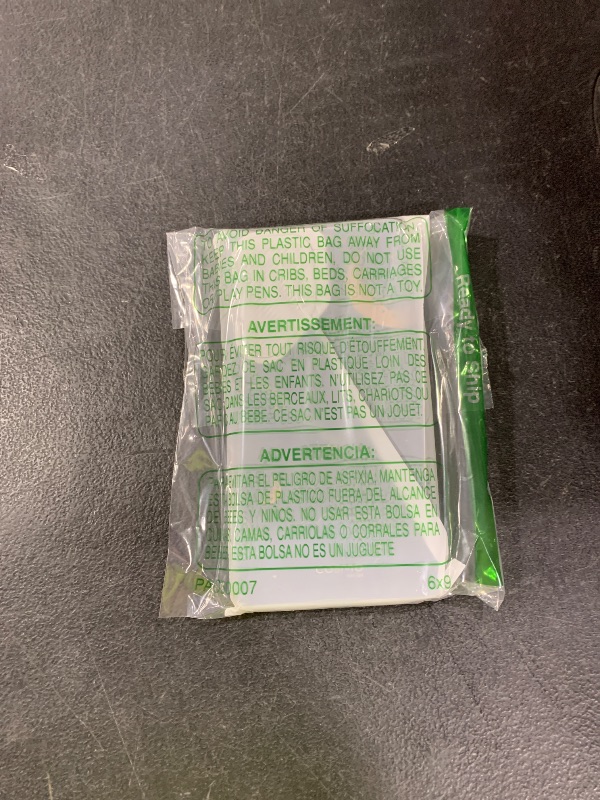 AVOID DANGER OF SUFFOCATION,
THIS PLASTIC BAG AWAY FROM
AND CHILDREN. DO NOT USE
BAG IN CRIBS, BEDS, CARRIAGES
PLAY PENS. THIS BAG IS NOT A TOY.
AVERTISSEMENT:
POUR EVITER TOUT RISQUE D'ÉTOUFFEMENT
SAC EN PLASTIQUE LOIN DES
ET LES ENFANTS. N'UTILISEZ PAS CE
DANS LES BERCEAUX, LITS, CHARIOTS OU
AU BEBE. CE SAC N'EST PAS UN JOUET.
ADVERTENCIA:
EL PELIGRO DE ASFIXIA, MANTENGA
BOLSA DE PLASTICO FUERA DEL ALCANCE
DE Y NIÑOS. NO USAR ESTA BOLSA EN
CAMAS, CARRIOLAS O CORRALES PARA
ESTA BOLSA NO ES UN JUGUETE
6x9
Ready to Ship